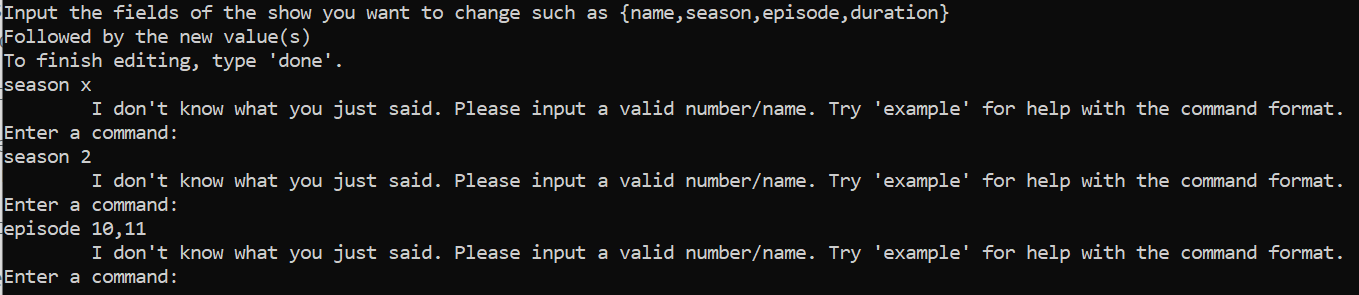 Input the fields of the show you want to change such as {name,season,episode,duration}
Followed by the new value(s)
To finish editing, type 'done'.
season x
I don't know what you just said. Please input a valid number/name. Try 'example' for help with the command format.
Enter a command:
season 2
I don't know what you just said. Please input a valid number/name. Try 'example' for help with the command format.
Enter a command:
episode 10,11
I don't know what you just said. Please input a valid number/name. Try 'example' for help with the command format.
Enter a command: